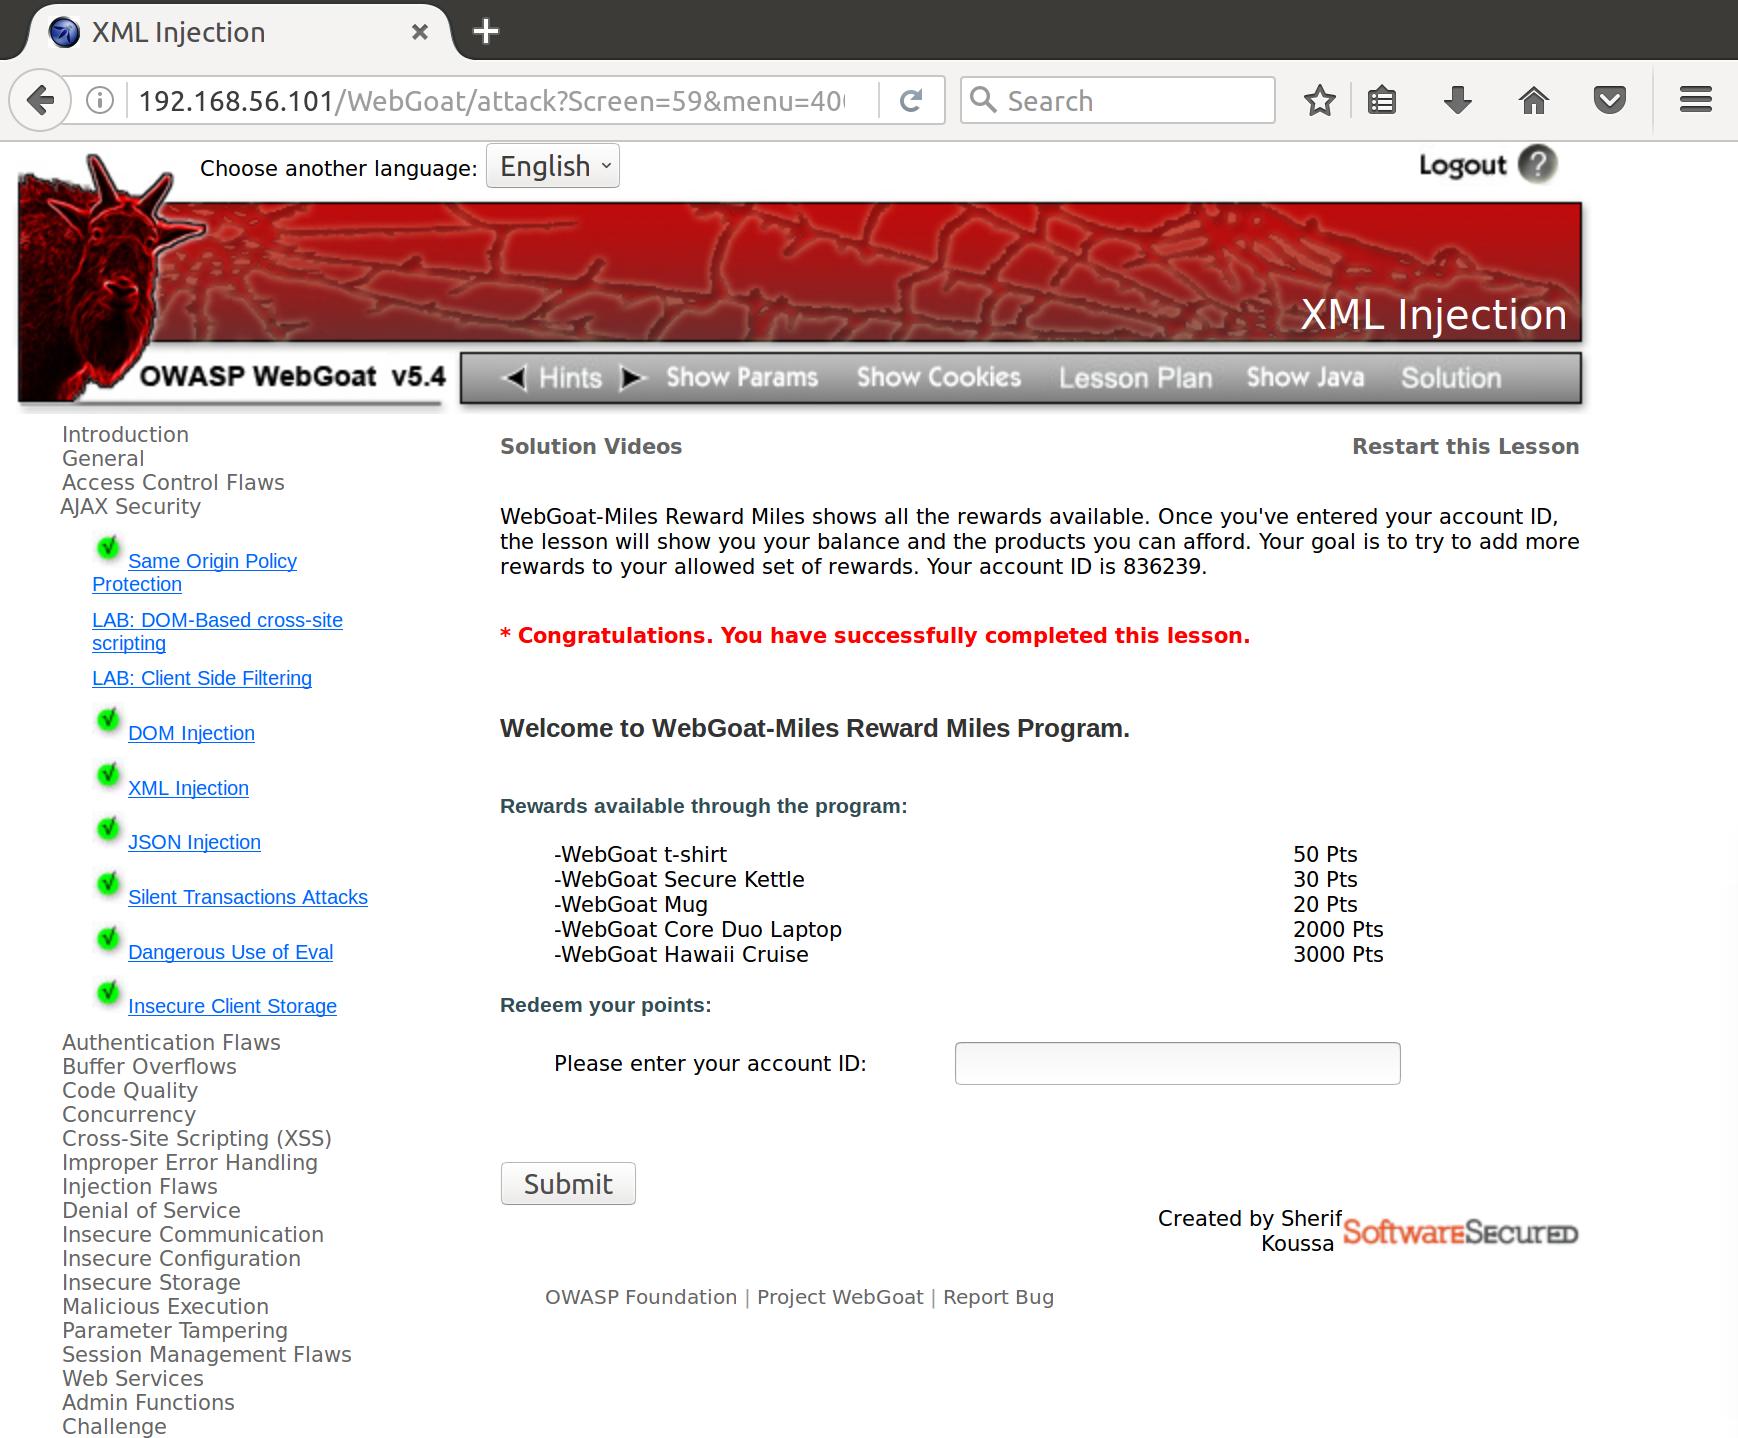 XML Injection
192.168.56.101/WebGoat/attack?Screen=59&menu=40
Search
Choose another language: English
Logout ?
XML Injection
OWASP WebGoat v5.4
Hints Show Params Show Cookies Lesson Plan Show Java Solution
Introduction
General
Access Control Flaws
AJAX Security
Same Origin Policy
Protection
LAB: DOM-Based cross-site
scripting
LAB: Client Side Filtering
DOM Injection
XML Injection
JSON Injection
Silent Transactions Attacks
Dangerous Use of Eval
Insecure Client Storage
Authentication Flaws
Buffer Overflows
Code Quality
Concurrency
Cross-Site Scripting (XSS)
Improper Error Handling
Injection Flaws
Denial of Service
Insecure Communication
Insecure Configuration
Insecure Storage
Malicious Execution
Parameter Tampering
Session Management Flaws
Web Services
Admin Functions
Challenge
Solution Videos Restart this Lesson
WebGoat-Miles Reward Miles shows all the rewards available. Once you've entered your account ID,
the lesson will show you your balance and the products you can afford. Your goal is to try to add more
rewards to your allowed set of rewards. Your account ID is 836239.
* Congratulations. You have successfully completed this lesson.
Welcome to WebGoat-Miles Reward Miles Program.
Rewards available through the program:
-WebGoat t-shirt 50 Pts
-WebGoat Secure Kettle 30 Pts
-WebGoat Mug 20 Pts
-WebGoat Core Duo Laptop 2000 Pts
-WebGoat Hawaii Cruise 3000 Pts
Redeem your points:
Please enter your account ID:
Submit
Created by Sherif
Koussa SoftwareSecured
OWASP Foundation | Project WebGoat | Report Bug